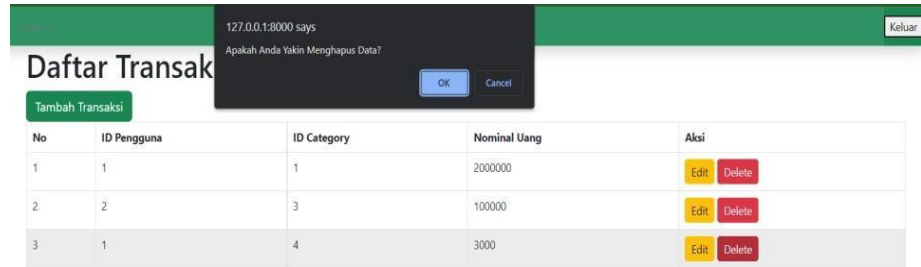 127.0.0.1:8000 says
Apakah Anda Yakin Menghapus Data?
OK Cancel
Keluar
Daftar Transak
Tambah Transaksi
No ID Pengguna ID Category Nominal Uang Aksi
1 1 1 2000000 Edit Delete
2 2 3 100000 Edit Delete
3 1 4 3000 Edit Delete